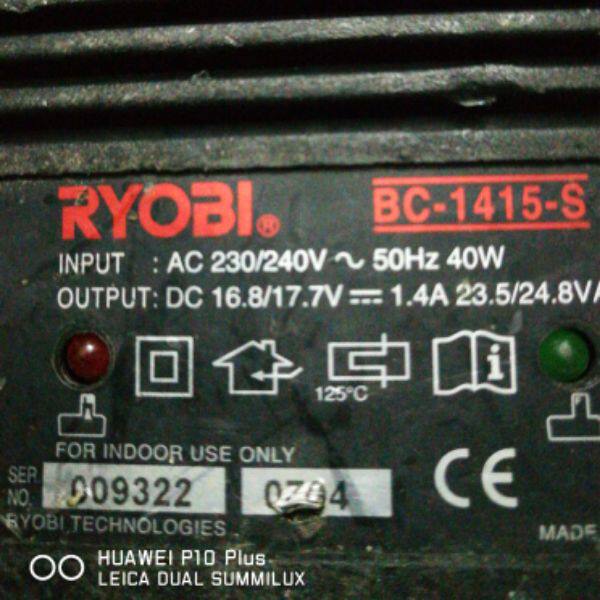 RYOBI®
BC-1415-S
INPUT : AC 230/240V ~ 50Hz 40W
OUTPUT: DC 16.8/17.7V ⎓ 1.4A 23.5/24.8VA
125°C
i
FOR INDOOR USE ONLY
SER. NO. 009322
RYOBI TECHNOLOGIES
CE
MADE
HUAWEI P10 Plus
LEICA DUAL SUMMILUX